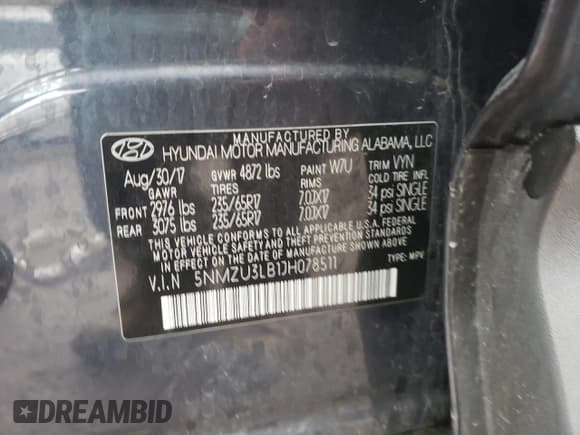 MANUFACTURED BY
HYUNDAI MOTOR MANUFACTURING ALABAMA, LLC
Aug/30/17 GVWR 4872 lbs PAINT W7U TRIM VYN
GAWR TIRES RIMS COLD TIRE INFL
FRONT 2976 lbs 235/65R17 7.0JX17 34 psi SINGLE
REAR 3075 lbs 235/65R17 7.0JX17 34 psi SINGLE
THIS VEHICLE CONFORMS TO ALL APPLICABLE U.S.A. FEDERAL
MOTOR VEHICLE SAFETY STANDARDS IN EFFECT ON THE
DATE OF MANUFACTURE SHOWN ABOVE.
V.I.N 5NMZU3LB1JH078511 TYPE: MPV
DREAMBID